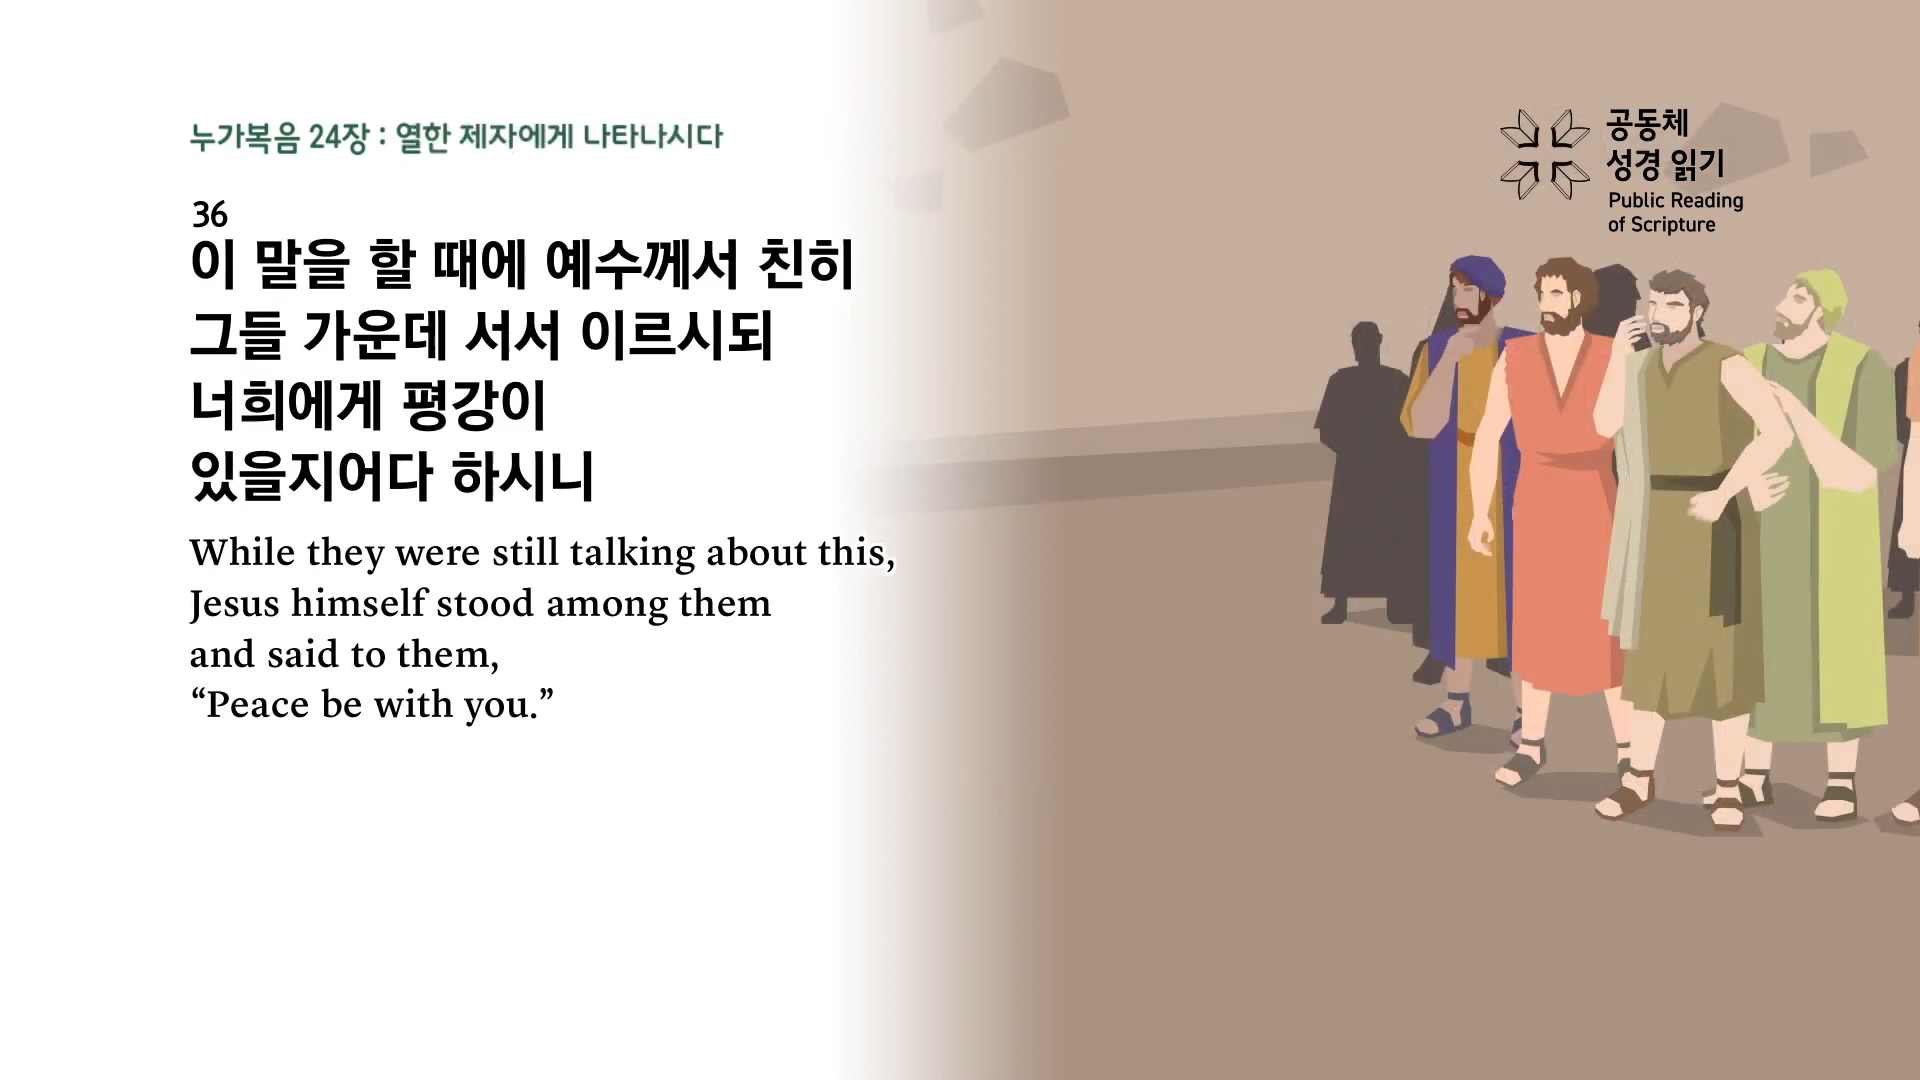 누가복음 24장 : 열한 제자에게 나타나시다
공동체
성경 읽기
Public Reading
of Scripture
36
이 말을 할 때에 예수께서 친히
그들 가운데 서서 이르시되
너희에게 평강이
있을지어다 하시니
While they were still talking about this,
Jesus himself stood among them
and said to them,
“Peace be with you.”